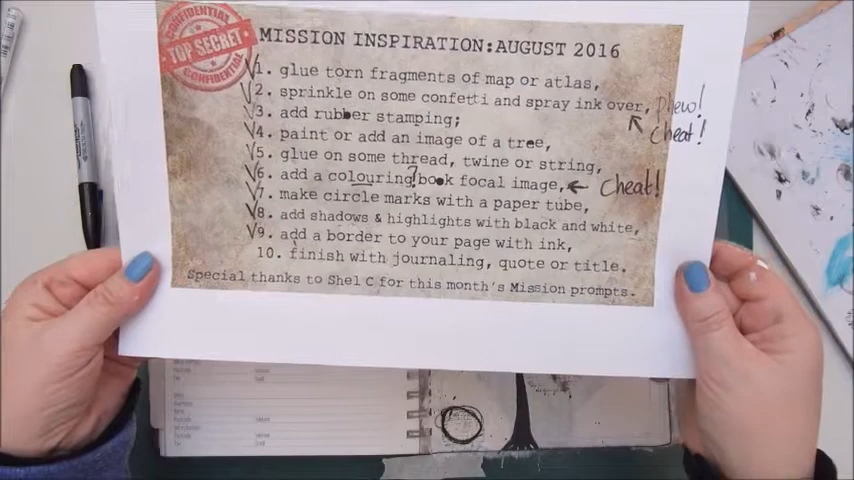 CONFIDENTIAL
TOP SECRET
CONFIDENTIAL
MISSION INSPIRATION: AUGUST 2016
√1. glue torn fragments of map or atlas,
√2. sprinkle on some confetti and spray ink over, phew!
√3. add rubber stamping; cheat!
√4. paint or add an image of a tree,
√5. glue on some thread, twine or string,
√6. add a colouring? book focal image, ← cheat!
√7. make circle marks with a paper tube,
√8. add shadows & highlights with black and white,
√9. add a border to your page with ink,
10. finish with journaling, quote or title.
Special thanks to Shel C for this month's Mission prompts.